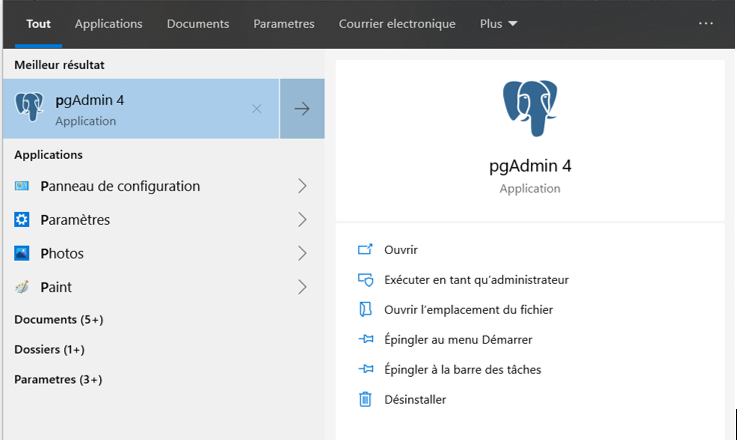 Tout Applications Documents Parametres Courrier electronique Plus ...
Meilleur résultat
pgAdmin 4
Application
Applications
Panneau de configuration
Paramètres
Photos
Paint
Documents (5+)
Dossiers (1+)
Parametres (3+)
pgAdmin 4
Application
Ouvrir
Exécuter en tant qu’administrateur
Ouvrir l’emplacement du fichier
Épingler au menu Démarrer
Épingler à la barre des tâches
Désinstaller